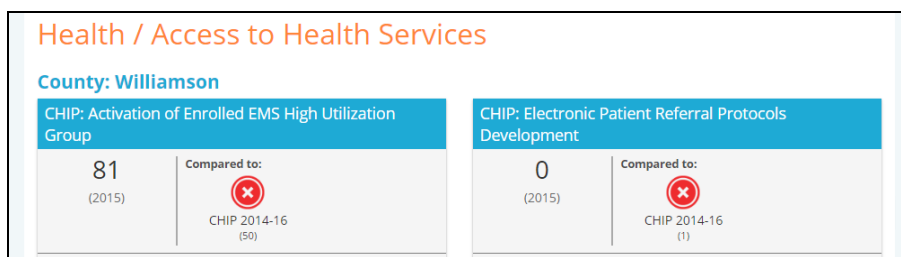 Health / Access to Health Services
County: Williamson
CHIP: Activation of Enrolled EMS High Utilization
Group
81
(2015)
Compared to:
CHIP 2014-16
(50)
CHIP: Electronic Patient Referral Protocols
Development
0
(2015)
Compared to:
CHIP 2014-16
(1)